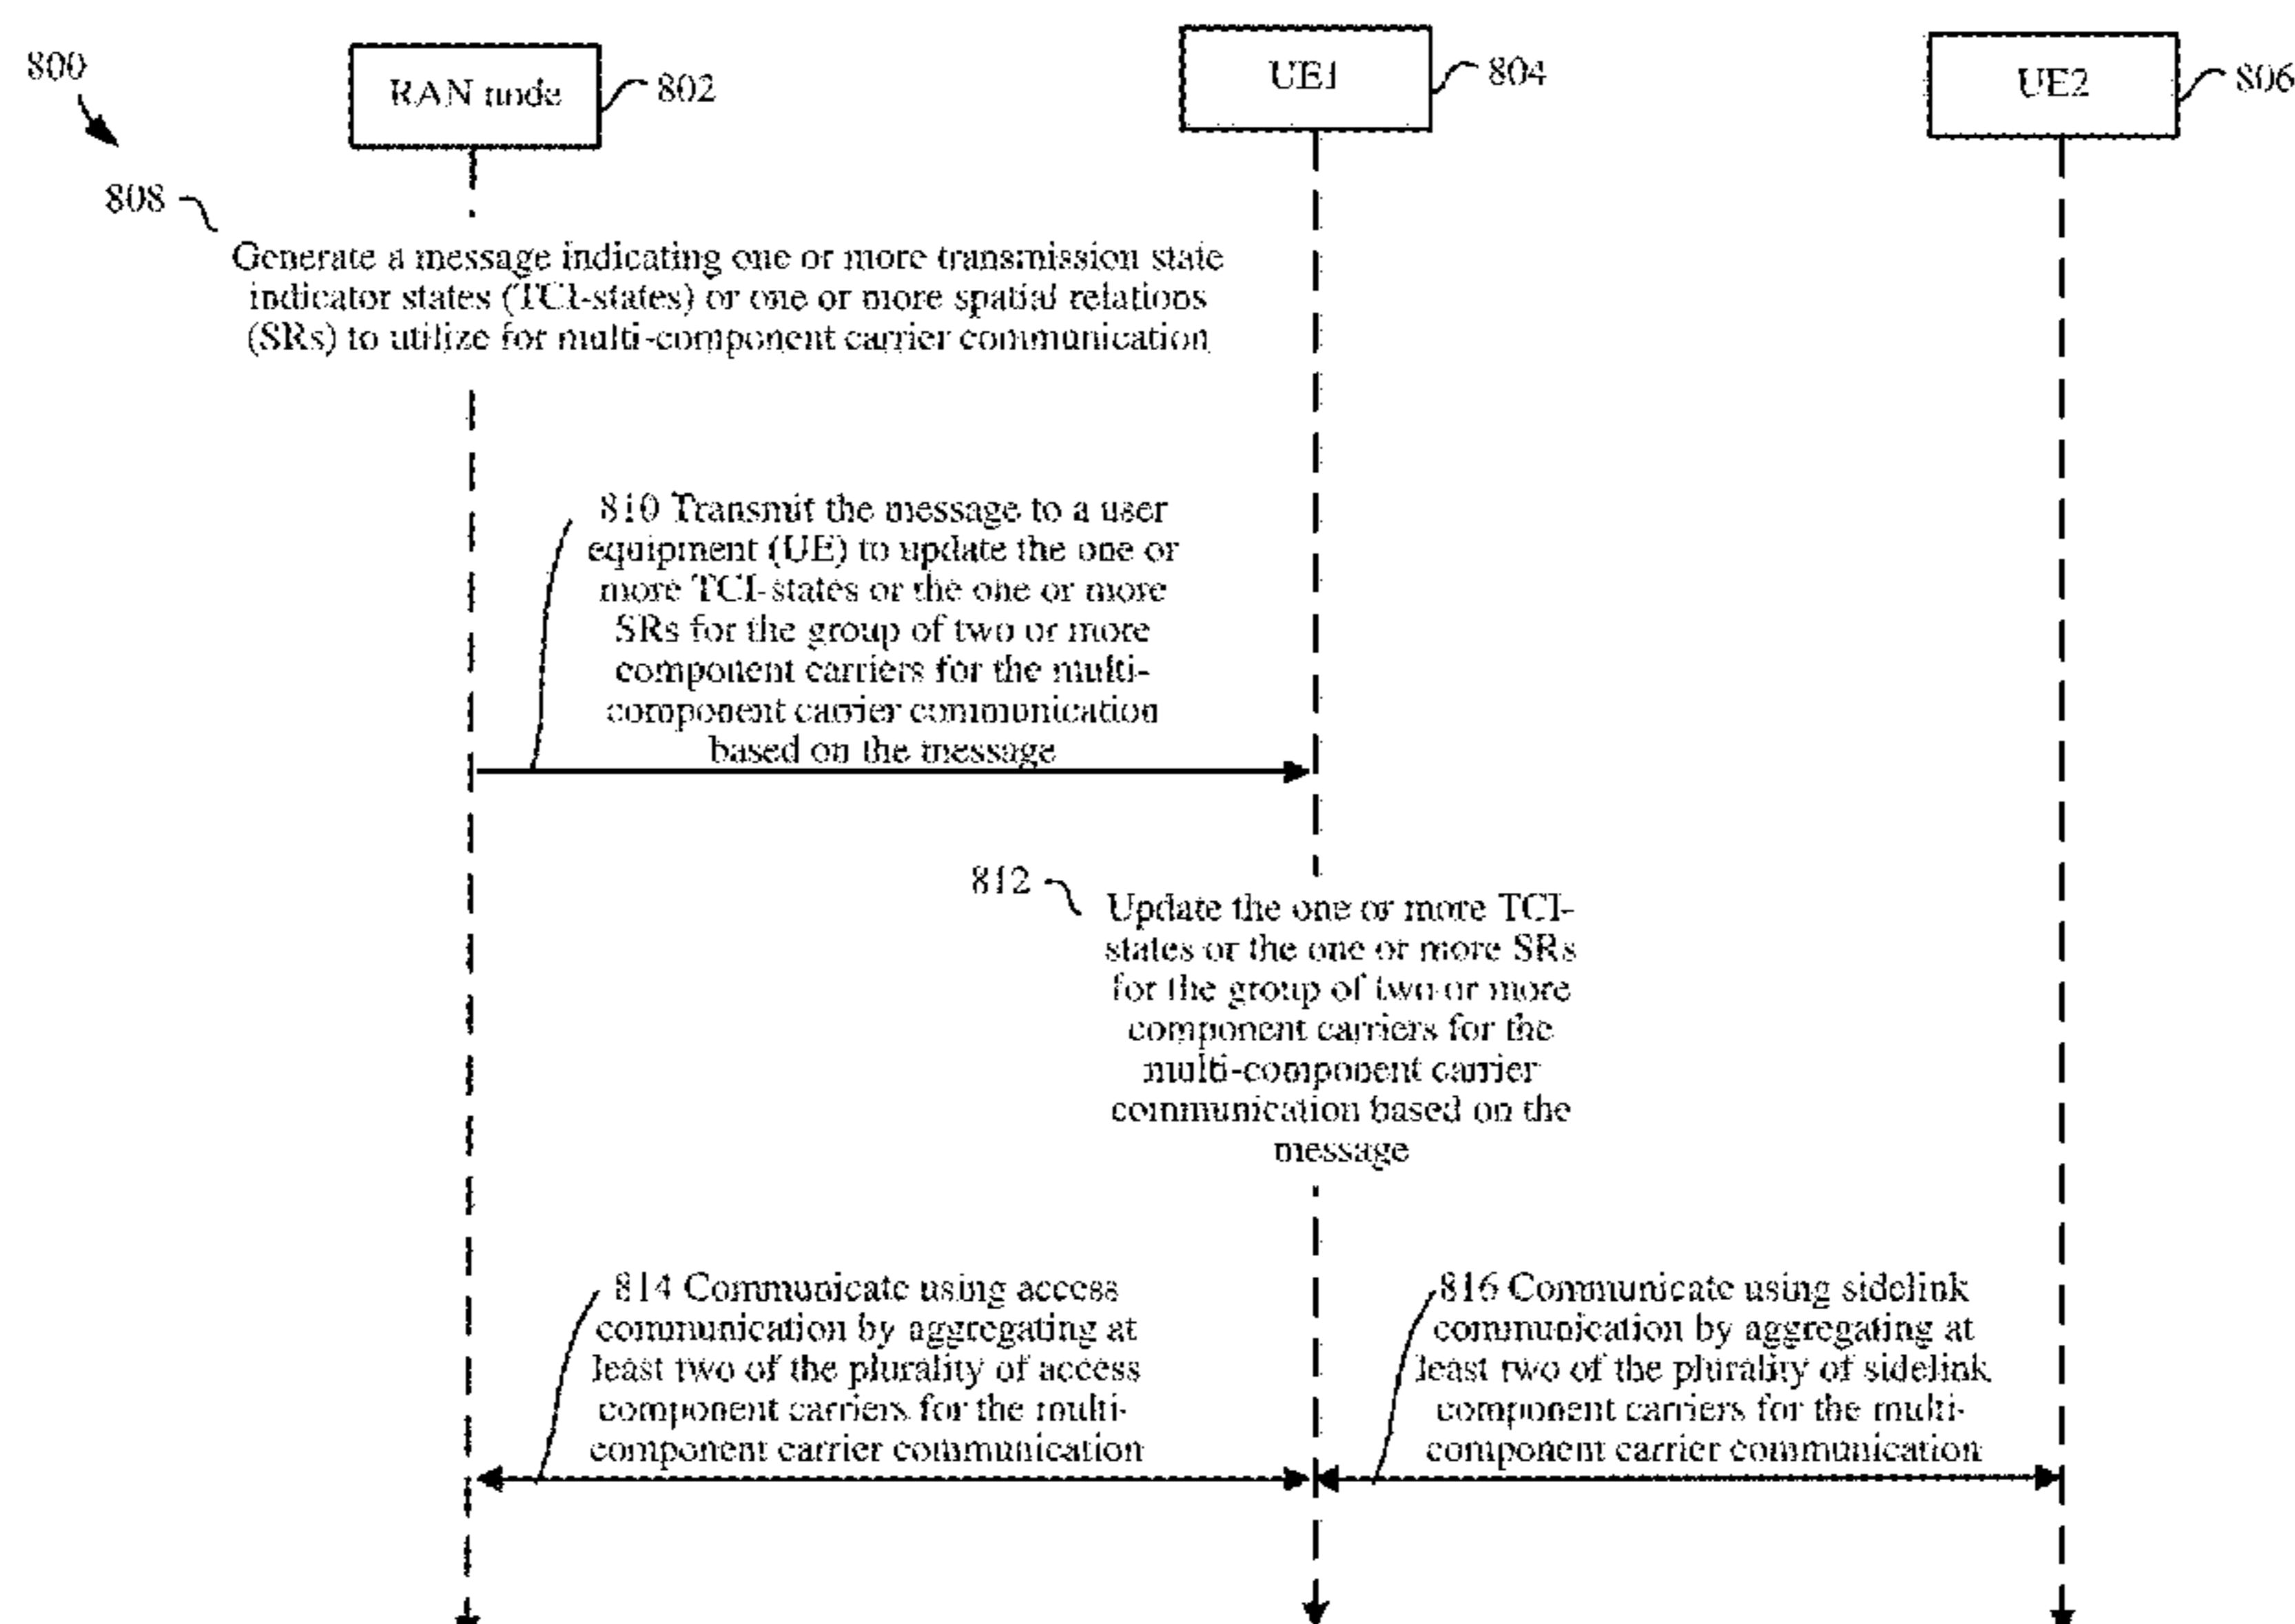 800
RAN node
802
UE1
804
UE2
806
808
Generate a message indicating one or more transmission state
indicator states (TCI-states) or one or more spatial relations
(SRs) to utilize for multi-component carrier communication
810 Transmit the message to a user
equipment (UE) to update the one or
more TCI-states or the one or more
SRs for the group of two or more
component carriers for the multi-
component carrier communication
based on the message
812
Update the one or more TCI-
states or the one or more SRs
for the group of two or more
component carriers for the
multi-component carrier
communication based on the
message
814 Communicate using access
communication by aggregating at
least two of the plurality of access
component carriers for the multi-
component carrier communication
816 Communicate using sidelink
communication by aggregating at
least two of the plurality of sidelink
component carriers for the multi-
component carrier communication